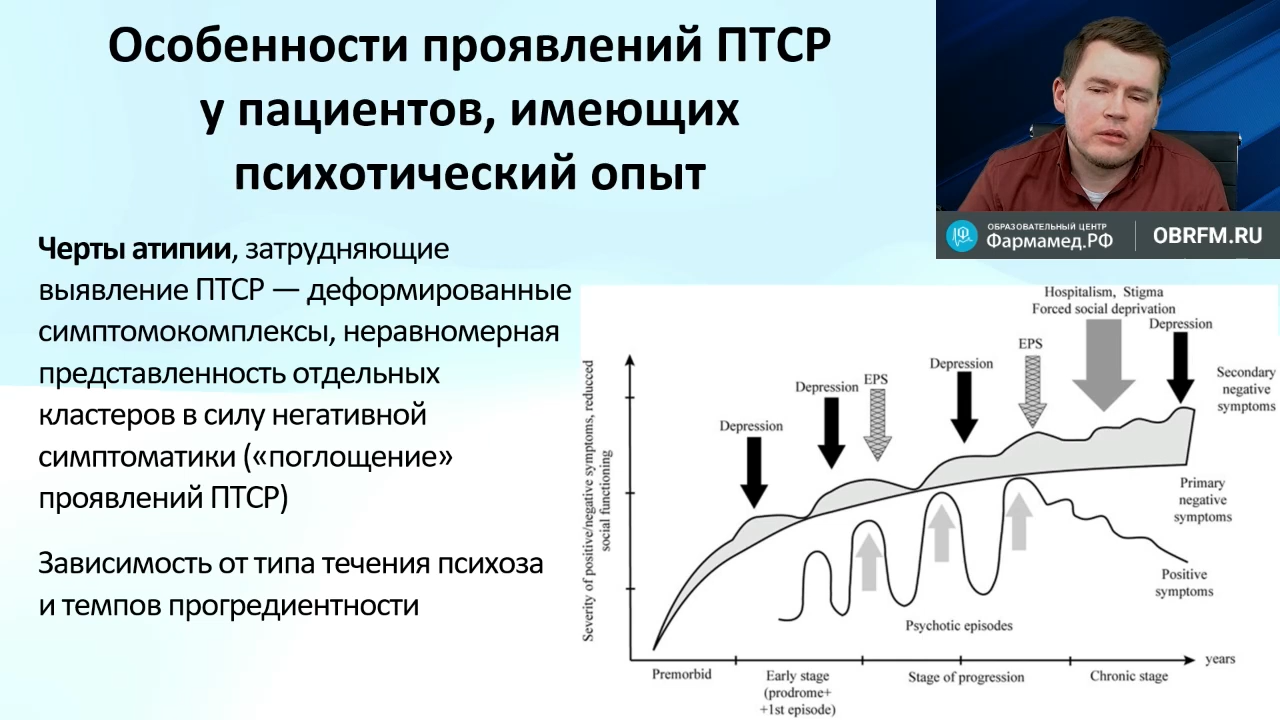 Особенности проявлений ПТСР
у пациентов, имеющих
психотический опыт
ОБРАЗОВАТЕЛЬНЫЙ ЦЕНТР
Фармамед.РФ
OBRFM.RU
Черты атипии, затрудняющие
выявление ПТСР — деформированные
симптомокомплексы, неравномерная
представленность отдельных
кластеров в силу негативной
симптоматики («поглощение»
проявлений ПТСР)
Зависимость от типа течения психоза
и темпов прогредиентности
Hospitalism, Stigma
Forced social deprivation
Depression
EPS
Depression
Depression
EPS
Depression
Secondary
negative
symptoms
Primary
negative
symptoms
Positive
symptoms
Psychotic episodes
Severity of positive/negative symptoms, reduced
social functioning
years
Premorbid
Early stage
(prodrome+
+1st episode)
Stage of progression
Chronic stage